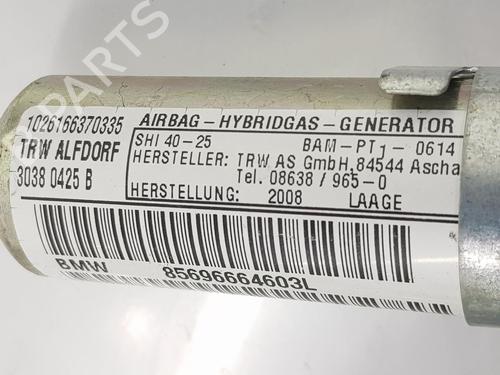 1026166370335
TRW ALFDORF
3038 0425 B
AIRBAG-HYBRIDGAS-GENERATOR
SHI 40-25 BAM-PT1-0614
HERSTELLER: TRW AS GmbH, 84544 Ascha
Tel. 08638/965-0
HERSTELLUNG: 2008 LAAGE
BMW 85696664603L
B-PARTS